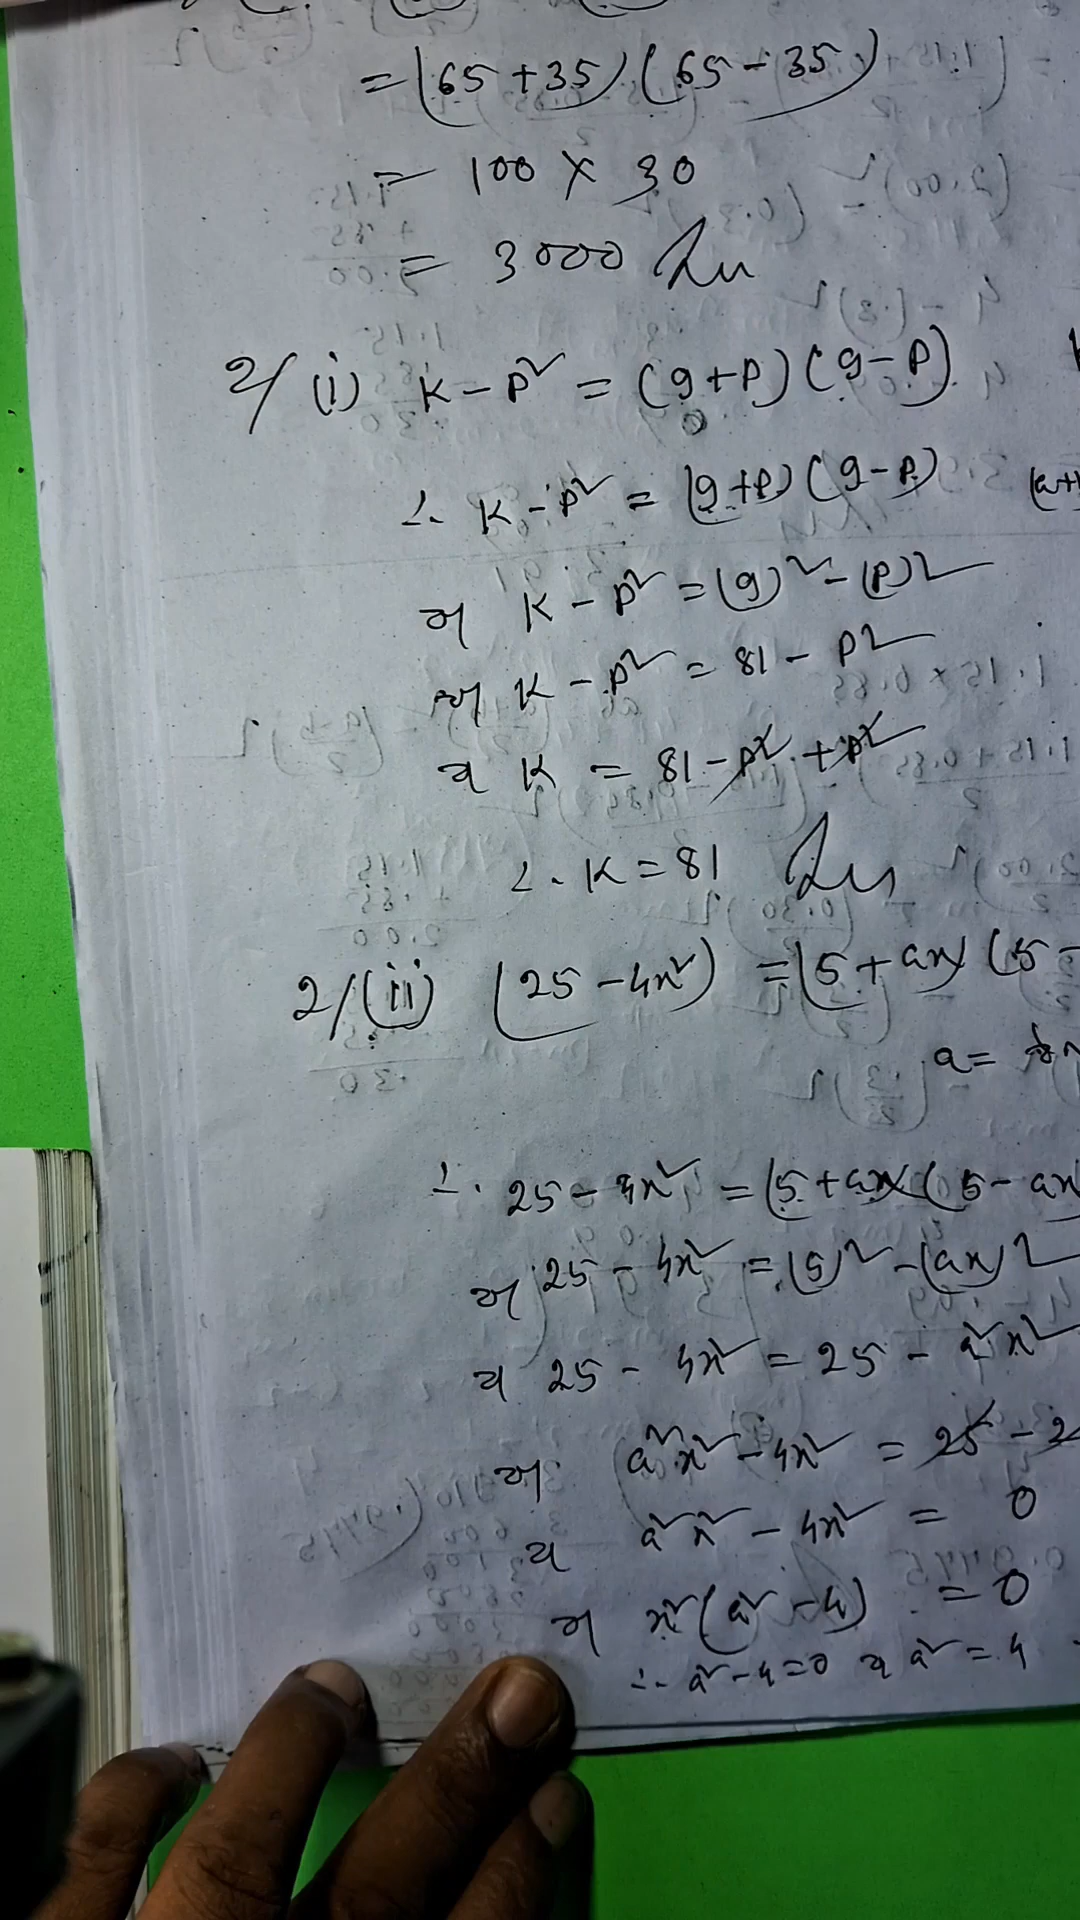 = (65 + 35) (65 - 35)
= 100 × 30
= 3000 Ans
2/ (i) K - p² = (9 + p) (9 - p)
∴ K - p² = (9 + p) (9 - p) (a+
বা K - p² = (9)² - (p)²
বা K - p² = 81 - p²
বা K = 81 - p² + p²
∴ K = 81 Ans
2/ (ii) (25 - 4x²) = (5 + ax) (5 -
a =
∴ 25 - 4x² = (5 + ax) (5 - ax
বা 25 - 4x² = (5)² - (ax)²
বা 25 - 4x² = 25 - a²x²
বা a²x² - 4x² = 25 - 2
বা a²x² - 4x² = 0
বা x² (a² - 4) = 0
∴ a² - 4 = 0 বা a² = 4